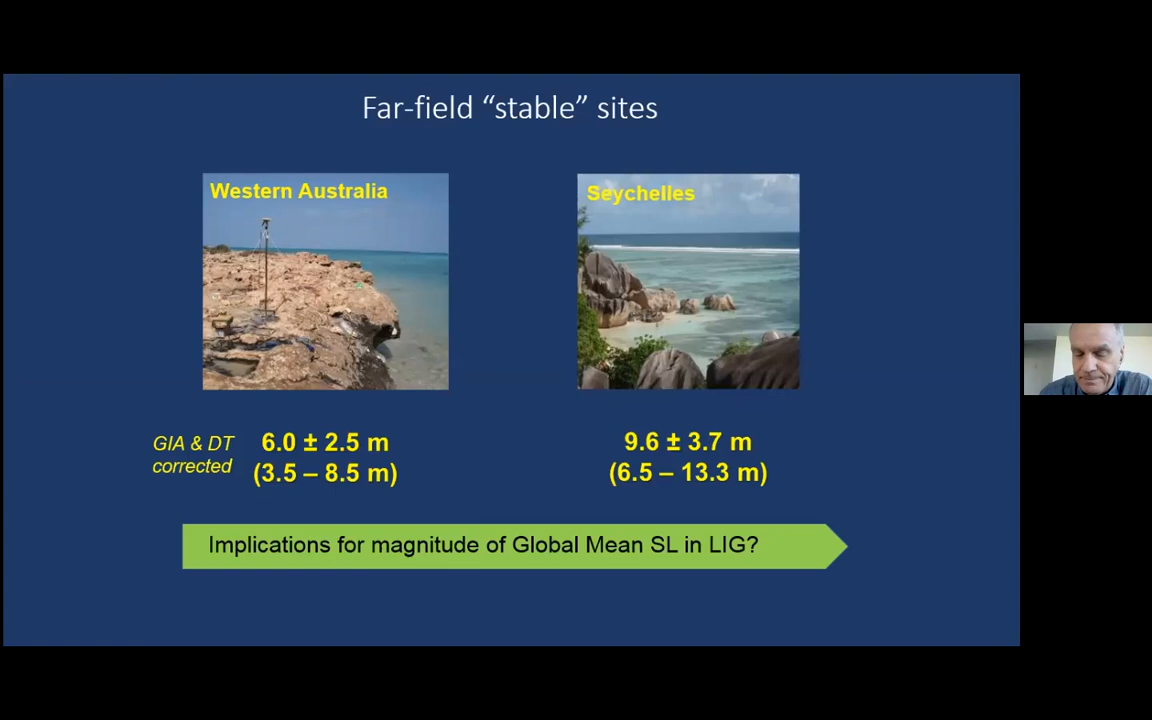 Far-field “stable” sites
Western Australia
Seychelles
GIA & DT
corrected
6.0 ± 2.5 m
(3.5 – 8.5 m)
9.6 ± 3.7 m
(6.5 – 13.3 m)
Implications for magnitude of Global Mean SL in LIG?